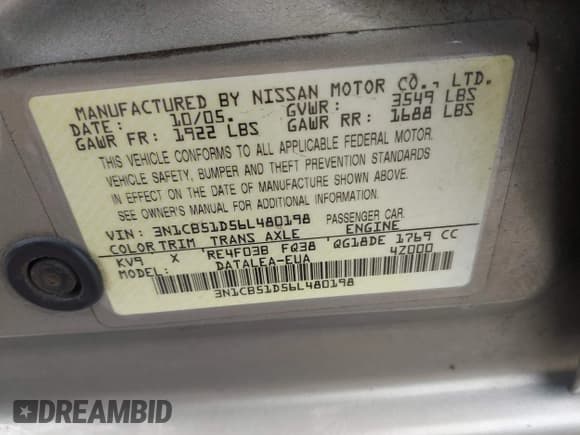 MANUFACTURED BY NISSAN MOTOR CO., LTD.
DATE: 10/05. GVWR: 3549 LBS
GAWR FR: 1922 LBS GAWR RR: 1688 LBS
THIS VEHICLE CONFORMS TO ALL APPLICABLE FEDERAL MOTOR
VEHICLE SAFETY, BUMPER AND THEFT PREVENTION STANDARDS
IN EFFECT ON THE DATE OF MANUFACTURE SHOWN ABOVE.
SEE OWNER'S MANUAL FOR ADDITIONAL INFORMATION.
VIN: 3N1CB51D56L480198 PASSENGER CAR.
COLOR TRIM TRANS AXLE ENGINE
KV9 X RE4F03B FQ38 QG18DE 1769 CC
MODEL: DATALEA-EUA 4Z000
3N1CB51D56L480198
DREAMBID